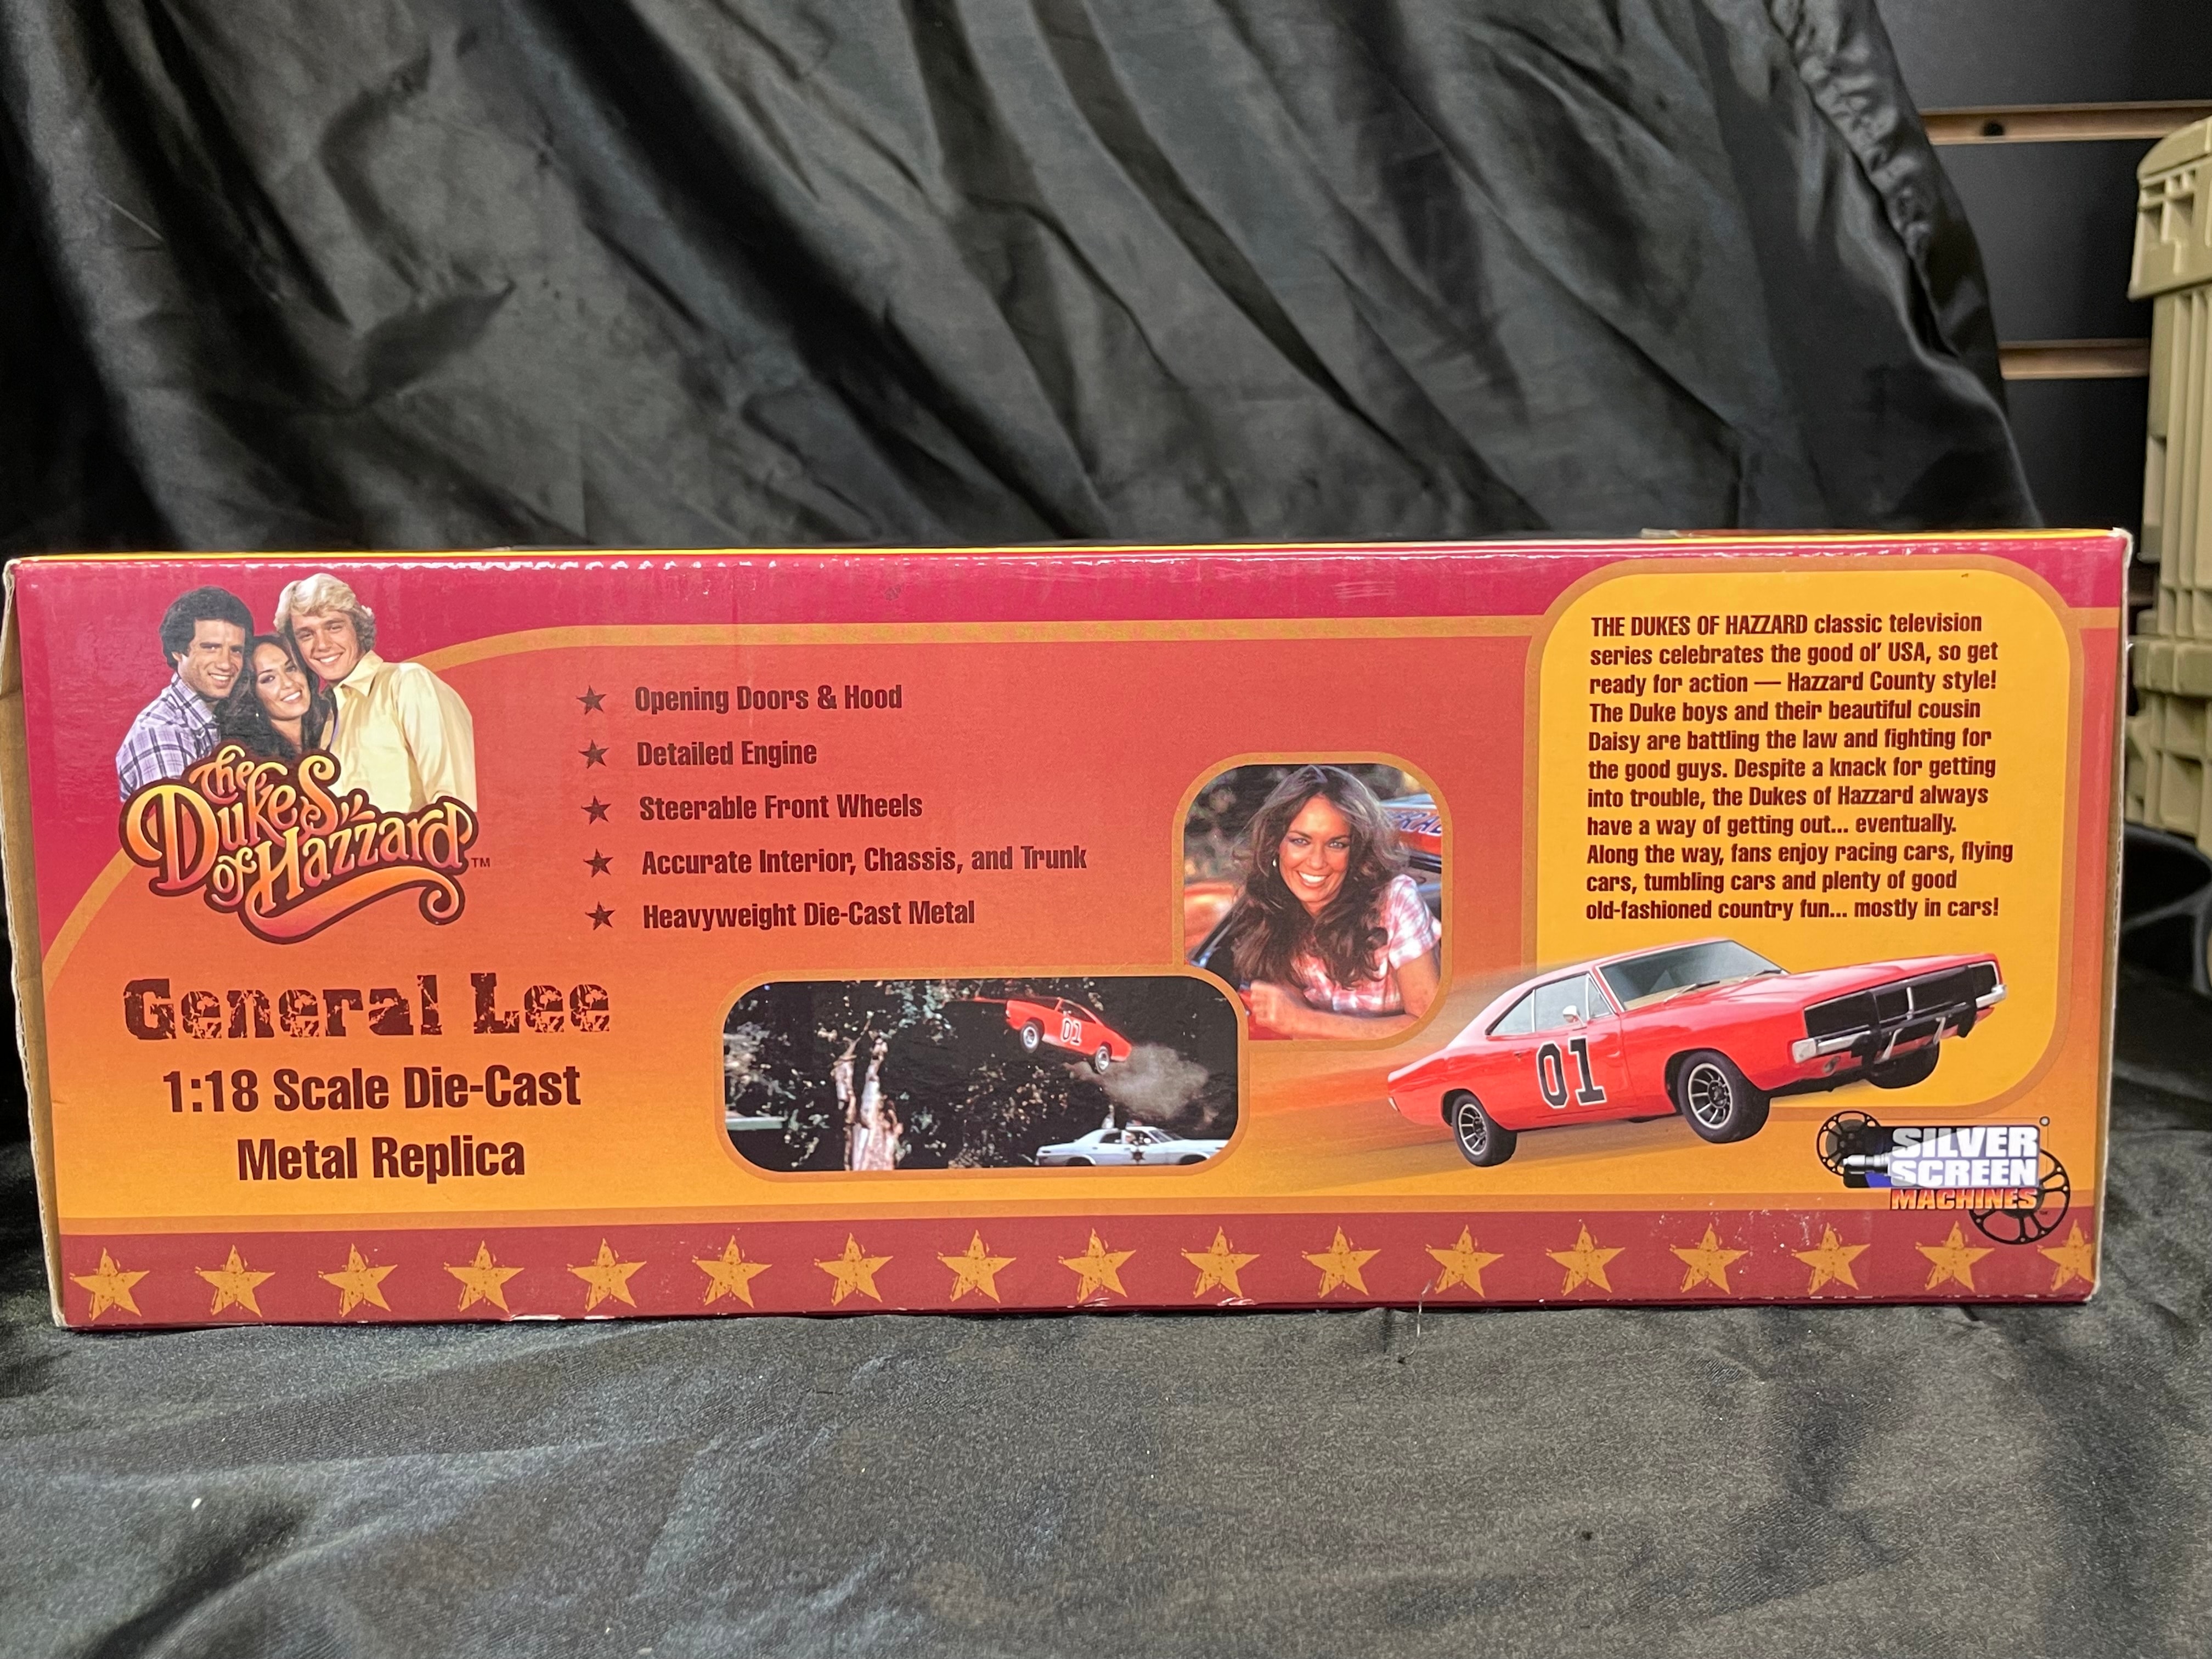 The
Dukes
of Hazzard™
General Lee
1:18 Scale Die-Cast
Metal Replica
Opening Doors & Hood
Detailed Engine
Steerable Front Wheels
Accurate Interior, Chassis, and Trunk
Heavyweight Die-Cast Metal
01
THE DUKES OF HAZZARD classic television
series celebrates the good ol' USA, so get
ready for action — Hazzard County style!
The Duke boys and their beautiful cousin
Daisy are battling the law and fighting for
the good guys. Despite a knack for getting
into trouble, the Dukes of Hazzard always
have a way of getting out... eventually.
Along the way, fans enjoy racing cars, flying
cars, tumbling cars and plenty of good
old-fashioned country fun... mostly in cars!
01
SILVER
SCREEN
MACHINES